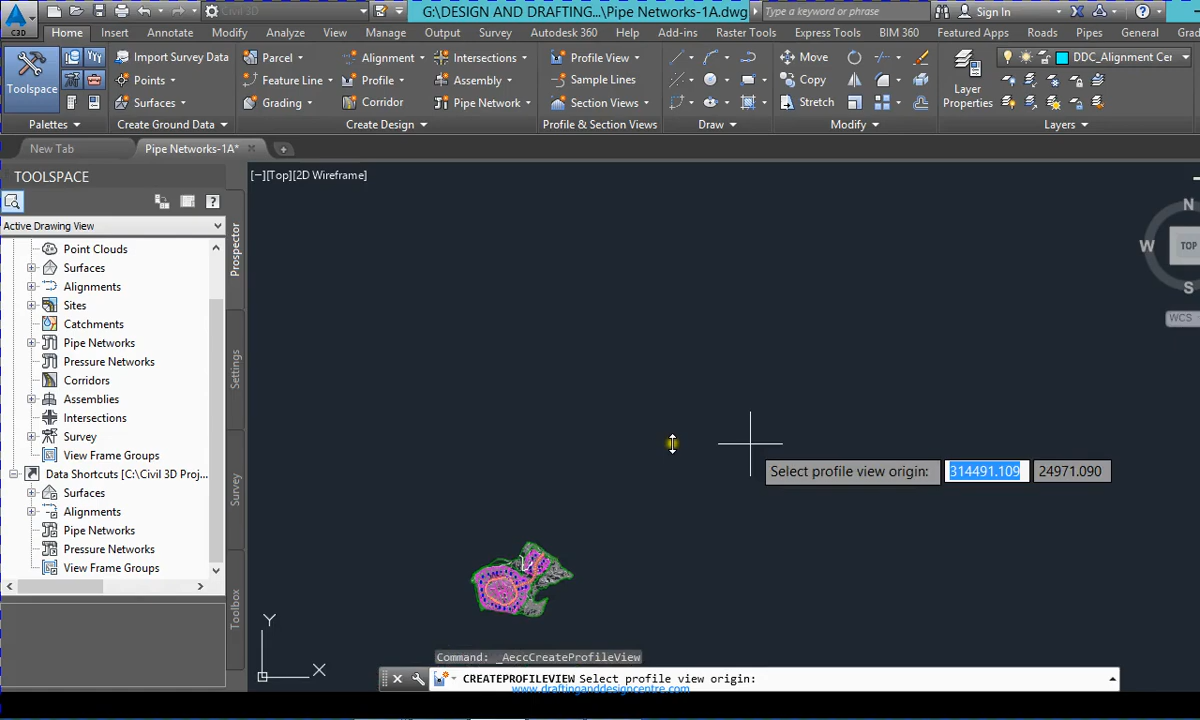 Civil 3D
G:\DESIGN AND DRAFTING...\Pipe Networks-1A.dwg
Type a keyword or phrase
Sign In
C3D
Home Insert Annotate Modify Analyze View Manage Output Survey Autodesk 360 Help Add-ins Raster Tools Express Tools BIM 360 Featured Apps Roads Pipes General Grad
Toolspace
Import Survey Data
Points
Surfaces
Parcel
Feature Line
Grading
Alignment
Profile
Corridor
Intersections
Assembly
Pipe Network
Profile View
Sample Lines
Section Views
Move
Copy
Stretch
Layer
Properties
DDC_Alignment Cer
Palettes Create Ground Data Create Design Profile & Section Views Draw Modify Layers
New Tab Pipe Networks-1A*
TOOLSPACE
[−][Top][2D Wireframe]
Active Drawing View
Point Clouds
Surfaces
Alignments
Sites
Catchments
Pipe Networks
Pressure Networks
Corridors
Assemblies
Intersections
Survey
View Frame Groups
Data Shortcuts [C:\Civil 3D Proj...
Surfaces
Alignments
Pipe Networks
Pressure Networks
View Frame Groups
Prospector
Settings
Survey
Toolbox
N
W
TOP
S
WCS
Select profile view origin: 314491.109 24971.090
Y
X
Command: _AeccCreateProfileView
CREATEPROFILEVIEW Select profile view origin:
www.draftinganddesigncentre.com